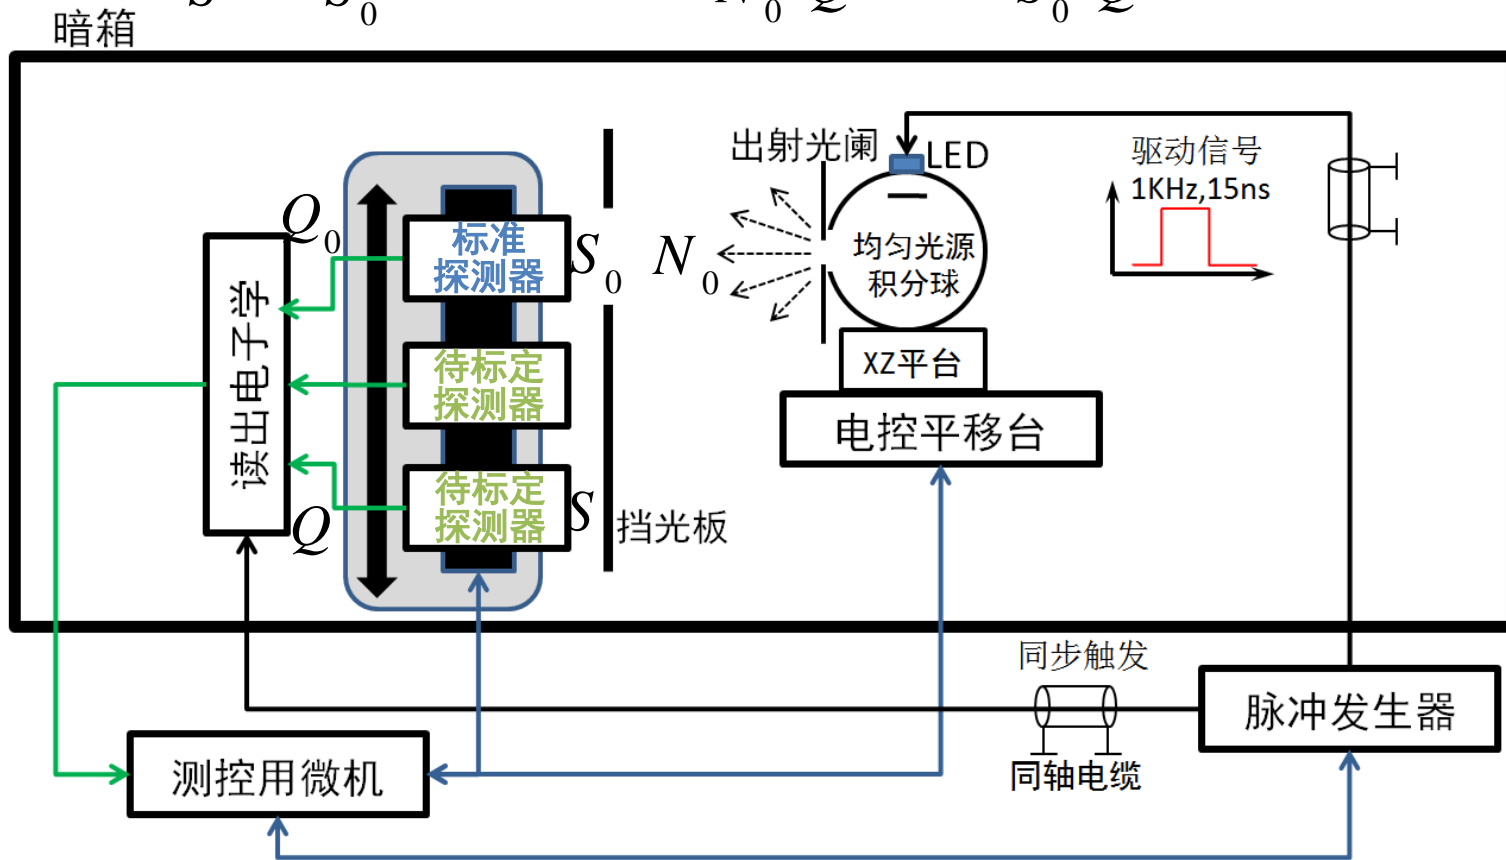 S S₀ N₀ Q S₀ Q
暗箱
出射光阑
LED
驱动信号
1KHz,15ns
Q₀
标准
探测器
S₀
N₀
均匀光源
积分球
读出电子学
待标定
探测器
XZ平台
电控平移台
待标定
探测器
Q
S
挡光板
同步触发
脉冲发生器
测控用微机
同轴电缆